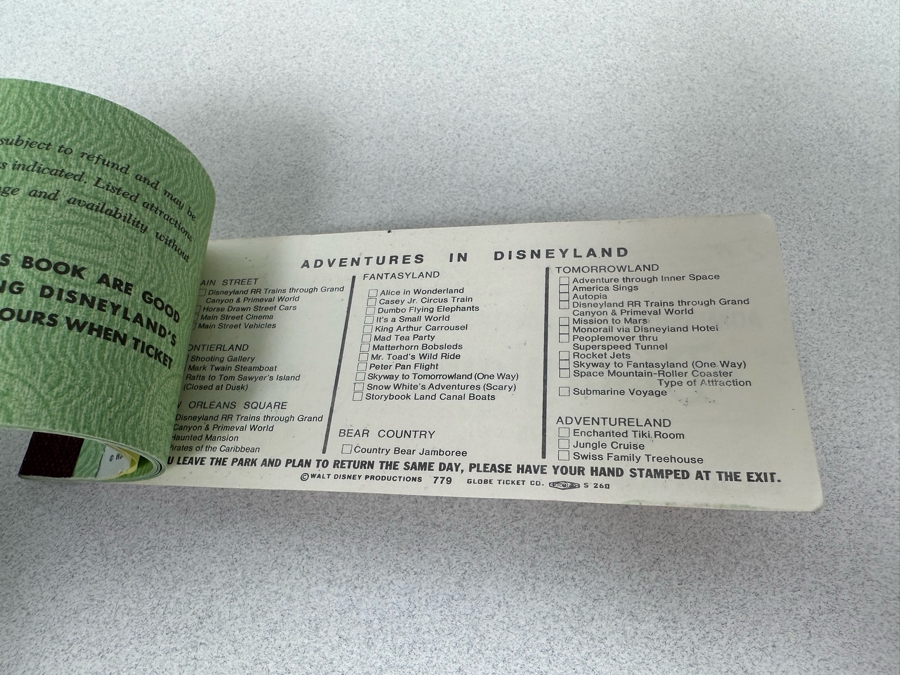 subject to refund and may be
indicated. Listed attractions
and availability without
BOOK ARE GOOD
DISNEYLAND'S
HOURS WHEN TICKET
ADVENTURES IN DISNEYLAND
STREET
Disneyland RR Trains through Grand
Canyon & Primeval World
Horse Drawn Street Cars
Main Street Cinema
Main Street Vehicles
Shooting Gallery
Mark Twain Steamboat
Rafts to Tom Sawyer's Island
(Closed at Dusk)
ORLEANS SQUARE
Disneyland RR Trains through Grand
Canyon & Primeval World
Haunted Mansion
Pirates of the Caribbean
FANTASYLAND
Alice in Wonderland
Casey Jr. Circus Train
Dumbo Flying Elephants
It's a Small World
King Arthur Carrousel
Mad Tea Party
Matterhorn Bobsleds
Mr. Toad's Wild Ride
Peter Pan Flight
Skyway to Tomorrowland (One Way)
Snow White's Adventures (Scary)
Storybook Land Canal Boats
BEAR COUNTRY
Country Bear Jamboree
TOMORROWLAND
Adventure through Inner Space
America Sings
Autopia
Disneyland RR Trains through Grand
Canyon & Primeval World
Mission to Mars
Monorail via Disneyland Hotel
Peoplemover thru
Superspeed Tunnel
Rocket Jets
Skyway to Fantasyland (One Way)
Space Mountain-Roller Coaster
Type of Attraction
Submarine Voyage
ADVENTURELAND
Enchanted Tiki Room
Jungle Cruise
Swiss Family Treehouse
LEAVE THE PARK AND PLAN TO RETURN THE SAME DAY, PLEASE HAVE YOUR HAND STAMPED AT THE EXIT.
©WALT DISNEY PRODUCTIONS 779 GLOBE TICKET CO.